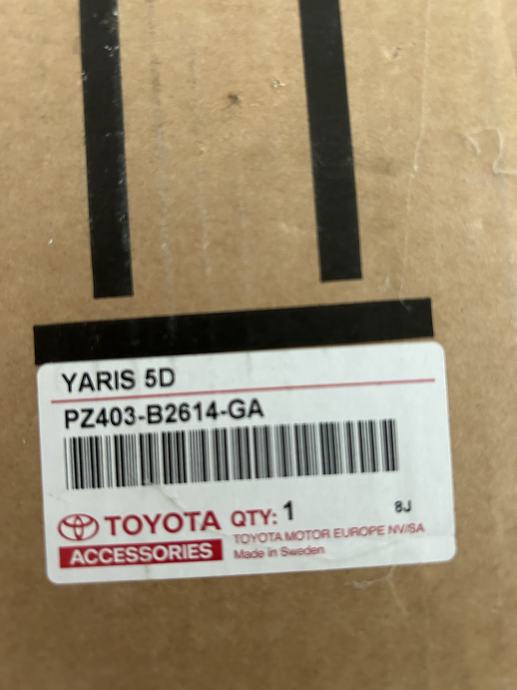 YARIS 5D
PZ403-B2614-GA
TOYOTA QTY: 1 8J
ACCESSORIES TOYOTA MOTOR EUROPE NV/SA
Made in Sweden